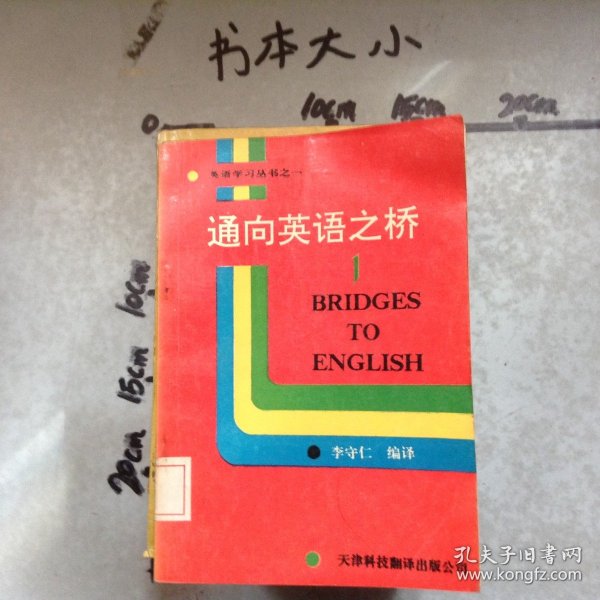 书本大小
0
10cm
15cm
20cm
10cm
15cm
20cm
英语学习丛书之一
通向英语之桥
1
BRIDGES
TO
ENGLISH
李守仁 编译
天津科技翻译出版公司
孔夫子旧书网
www.kongfz.com